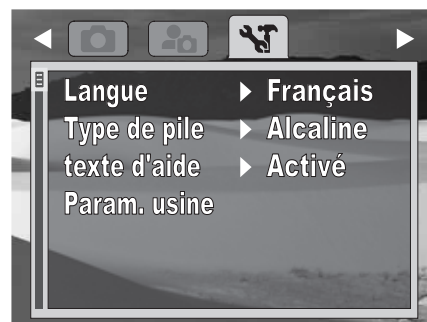 Langue Français
Type de pile Alcaline
texte d'aide Activé
Param. usine